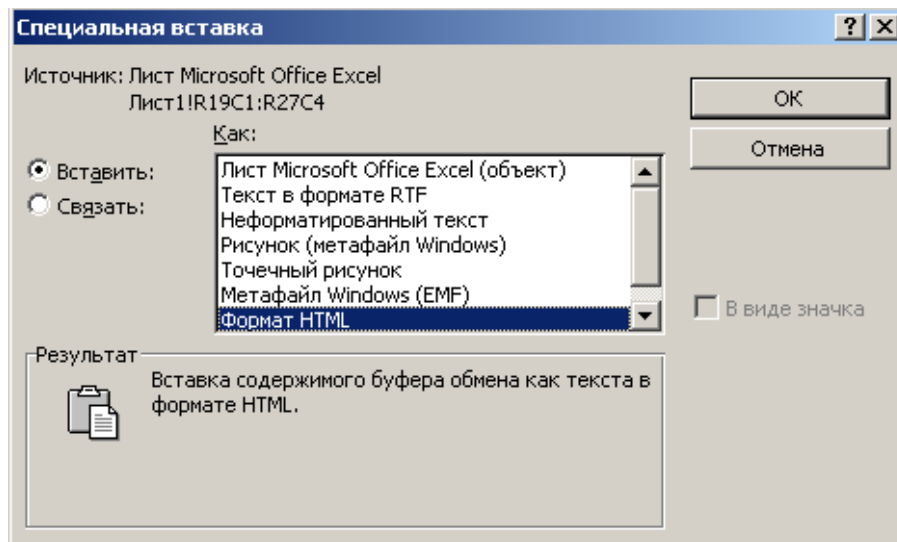 Специальная вставка
Источник: Лист Microsoft Office Excel
Лист1!R19C1:R27C4
ОК
Отмена
Как:
Вставить:
Связать:
Лист Microsoft Office Excel (объект)
Текст в формате RTF
Неформатированный текст
Рисунок (метафайл Windows)
Точечный рисунок
Метафайл Windows (EMF)
Формат HTML
В виде значка
Результат
Вставка содержимого буфера обмена как текста в
формате HTML.